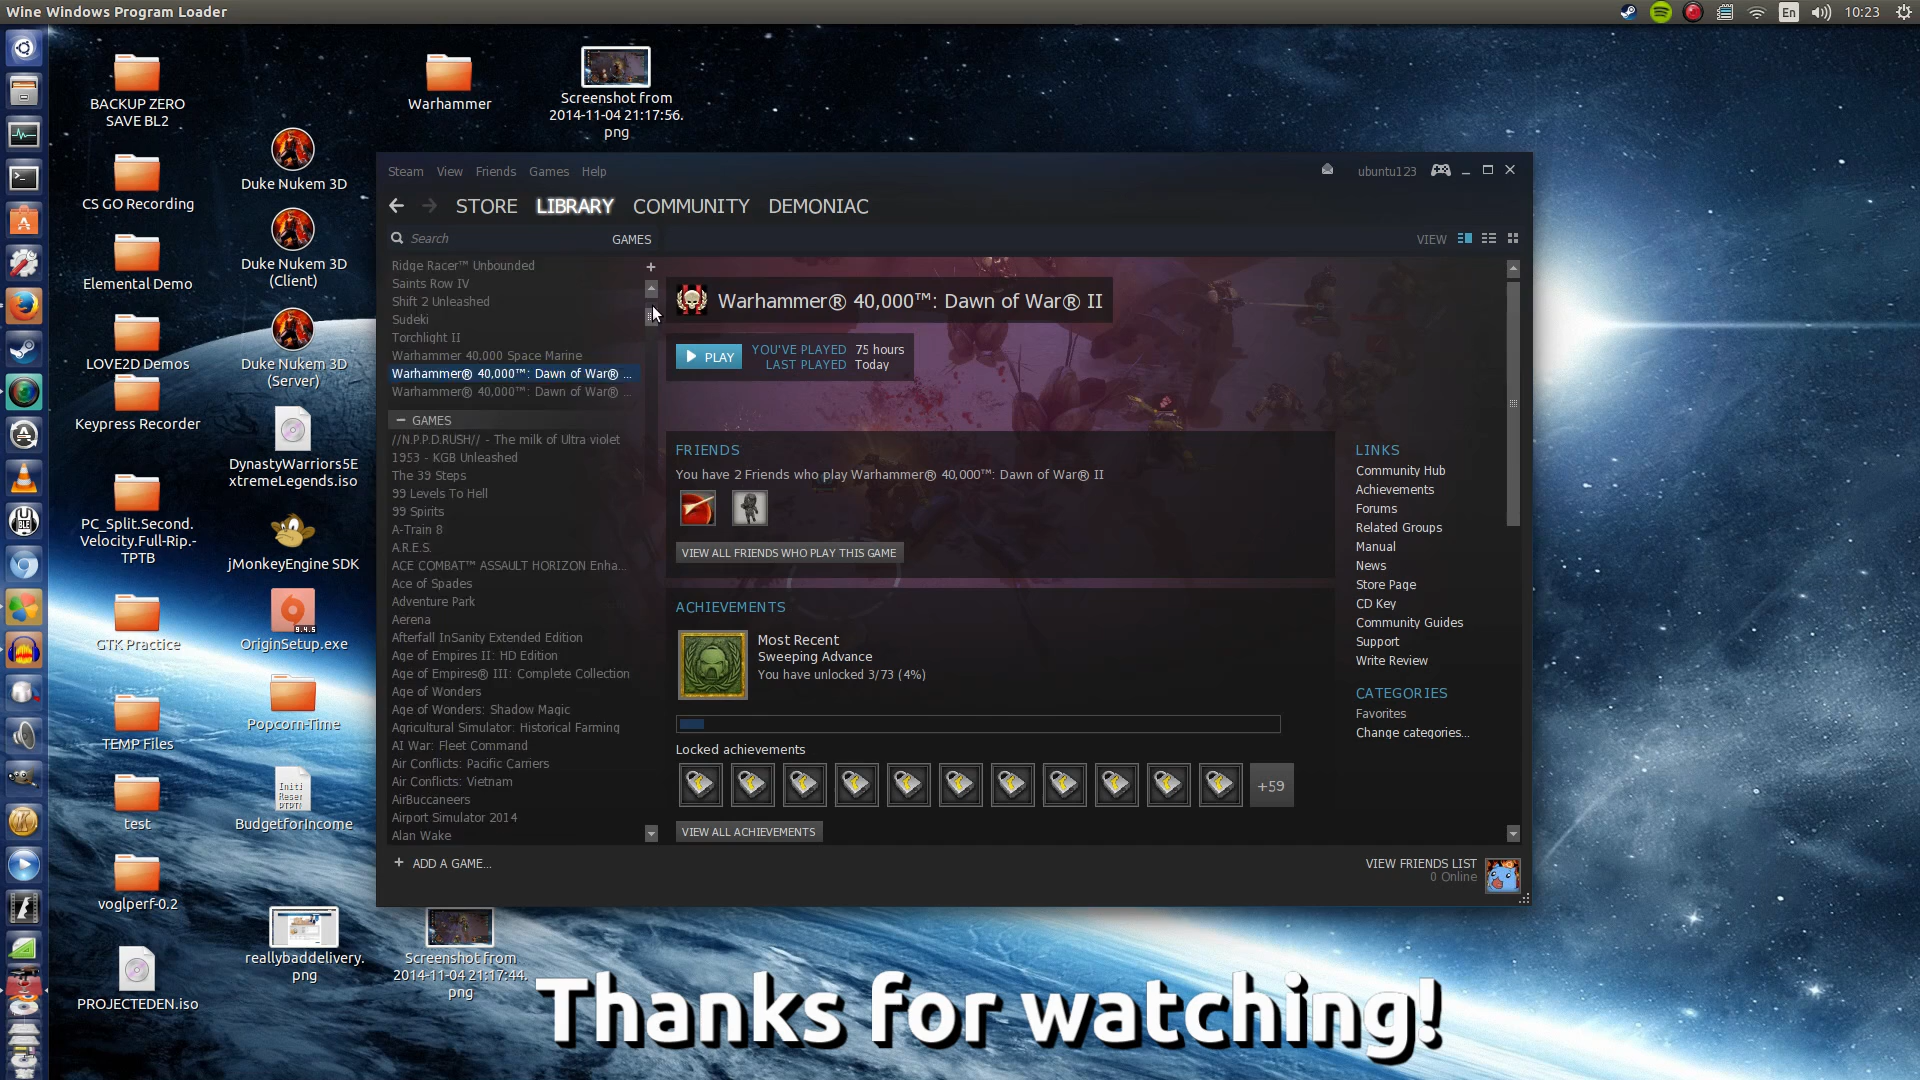 Wine Windows Program Loader
En
10:23
BACKUP ZERO
SAVE BL2
CS GO Recording
Elemental Demo
LOVE2D Demos
Keypress Recorder
PC_Split.Second.
Velocity.Full-Rip.-
TPTB
GTK Practice
TEMP Files
test
voglperf-0.2
PROJECTEDEN.iso
Duke Nukem 3D
Duke Nukem 3D
(Client)
Duke Nukem 3D
(Server)
DynastyWarriors5E
xtremeLegends.iso
jMonkeyEngine SDK
9.4.5
OriginSetup.exe
Popcorn-Time
BudgetForIncome
reallybaddelivery.
png
Warhammer
Screenshot from
2014-11-04 21:17:56.
png
Screenshot from
2014-11-04 21:17:44.
png
Steam View Friends Games Help
ubuntu123
STORE LIBRARY COMMUNITY DEMONIAC
Search
GAMES
VIEW
Ridge Racer™ Unbounded
Saints Row IV
Shift 2 Unleashed
Sudeki
Torchlight II
Warhammer 40,000 Space Marine
Warhammer® 40,000™: Dawn of War® ...
Warhammer® 40,000™: Dawn of War® ...
− GAMES
//N.P.P.D.RUSH// - The milk of Ultra violet
1953 - KGB Unleashed
The 39 Steps
99 Levels To Hell
99 Spirits
A-Train 8
A.R.E.S.
ACE COMBAT™ ASSAULT HORIZON Enha...
Ace of Spades
Adventure Park
Aerena
Afterfall InSanity Extended Edition
Age of Empires II: HD Edition
Age of Empires® III: Complete Collection
Age of Wonders
Age of Wonders: Shadow Magic
Agricultural Simulator: Historical Farming
AI War: Fleet Command
Air Conflicts: Pacific Carriers
Air Conflicts: Vietnam
AirBuccaneers
Airport Simulator 2014
Alan Wake
+ ADD A GAME...
Warhammer® 40,000™: Dawn of War® II
PLAY
YOU'VE PLAYED 75 hours
LAST PLAYED Today
FRIENDS
You have 2 Friends who play Warhammer® 40,000™: Dawn of War® II
VIEW ALL FRIENDS WHO PLAY THIS GAME
ACHIEVEMENTS
Most Recent
Sweeping Advance
You have unlocked 3/73 (4%)
Locked achievements
+59
VIEW ALL ACHIEVEMENTS
LINKS
Community Hub
Achievements
Forums
Related Groups
Manual
News
Store Page
CD Key
Community Guides
Support
Write Review
CATEGORIES
Favorites
Change categories...
VIEW FRIENDS LIST
0 Online
Thanks for watching!